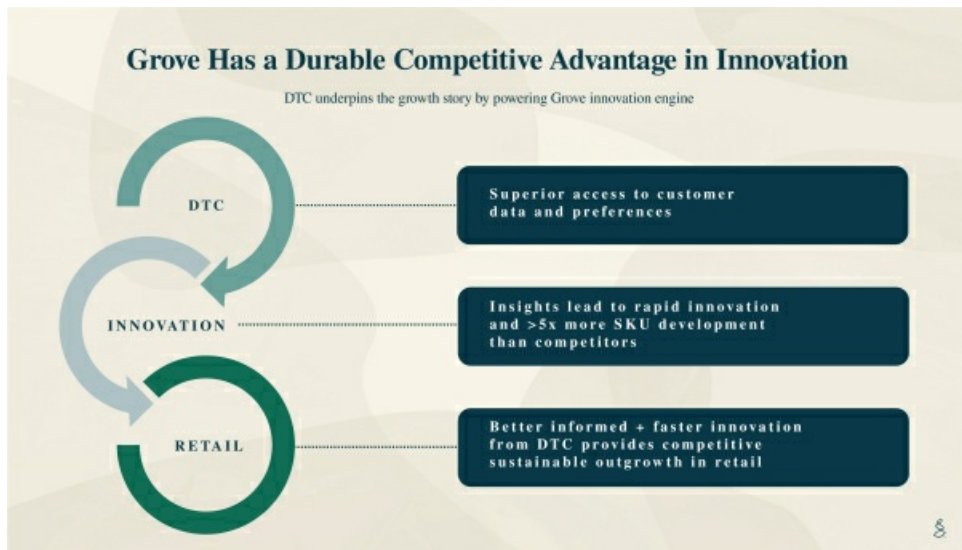 Grove Has a Durable Competitive Advantage in Innovation
DTC underpins the growth story by powering Grove innovation engine
DTC
Superior access to customer
data and preferences
INNOVATION
Insights lead to rapid innovation
and >5x more SKU development
than competitors
RETAIL
Better informed + faster innovation
from DTC provides competitive
sustainable outgrowth in retail